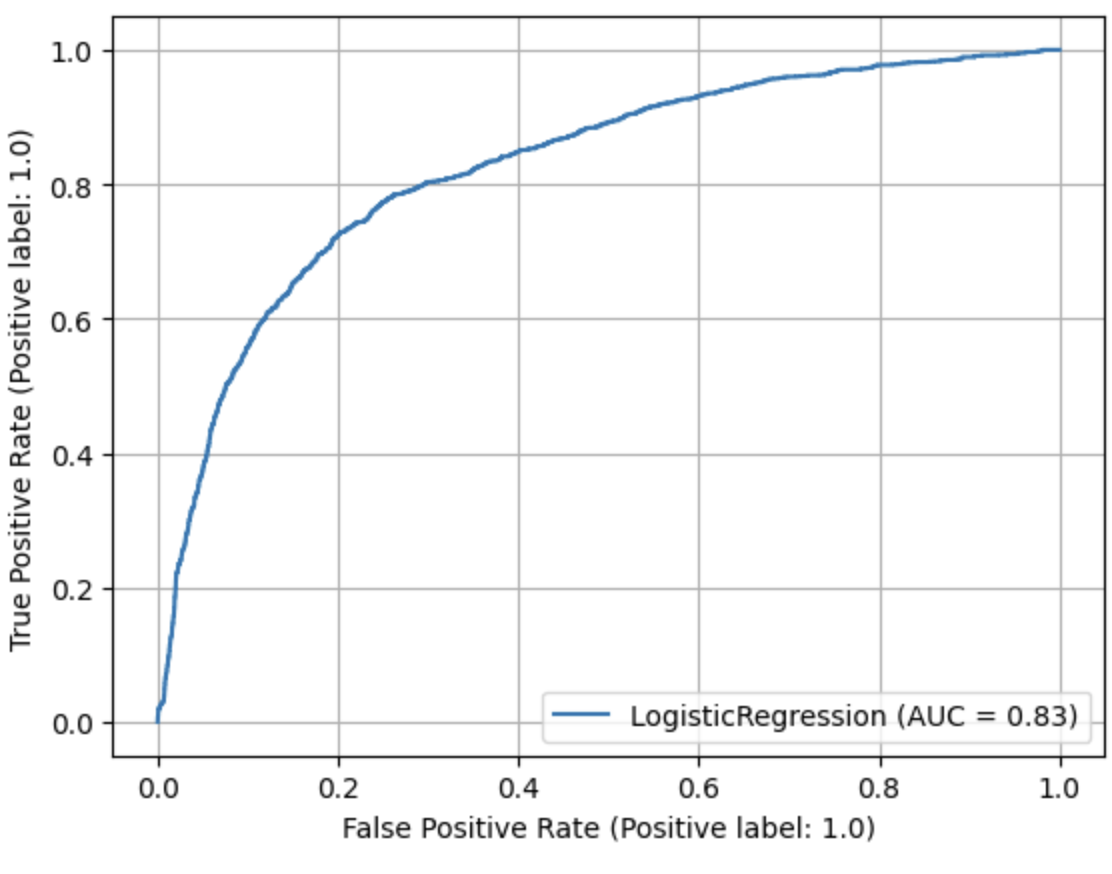 1.0
0.8
0.6
0.4
0.2
0.0
True Positive Rate (Positive label: 1.0)
LogisticRegression (AUC = 0.83)
0.0 0.2 0.4 0.6 0.8 1.0
False Positive Rate (Positive label: 1.0)